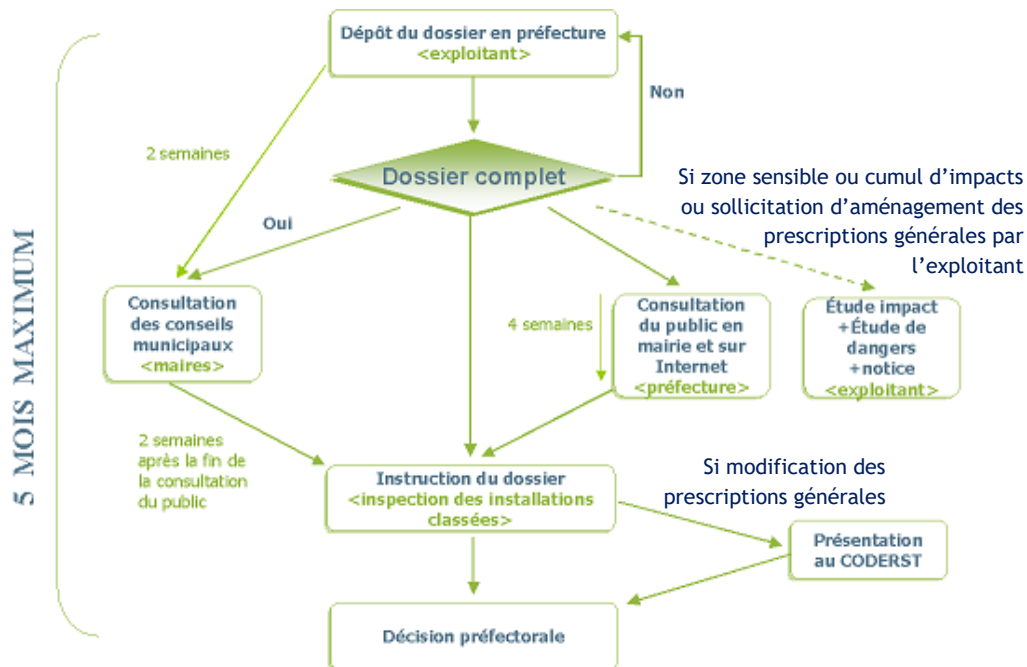 5 MOIS MAXIMUM
Dépôt du dossier en préfecture
<exploitant>
Non
2 semaines
Dossier complet
Si zone sensible ou cumul d'impacts
ou sollicitation d'aménagement des
prescriptions générales par
l'exploitant
Oui
Consultation
des conseils
municipaux
<maires>
4 semaines
Consultation
du public en
mairie et sur
Internet
<préfecture>
Étude impact
+Étude de
dangers
+notice
<exploitant>
2 semaines
après la fin de
la consultation
du public
Instruction du dossier
<inspection des installations
classées>
Si modification des
prescriptions générales
Présentation
au CODERST
Décision préfectorale